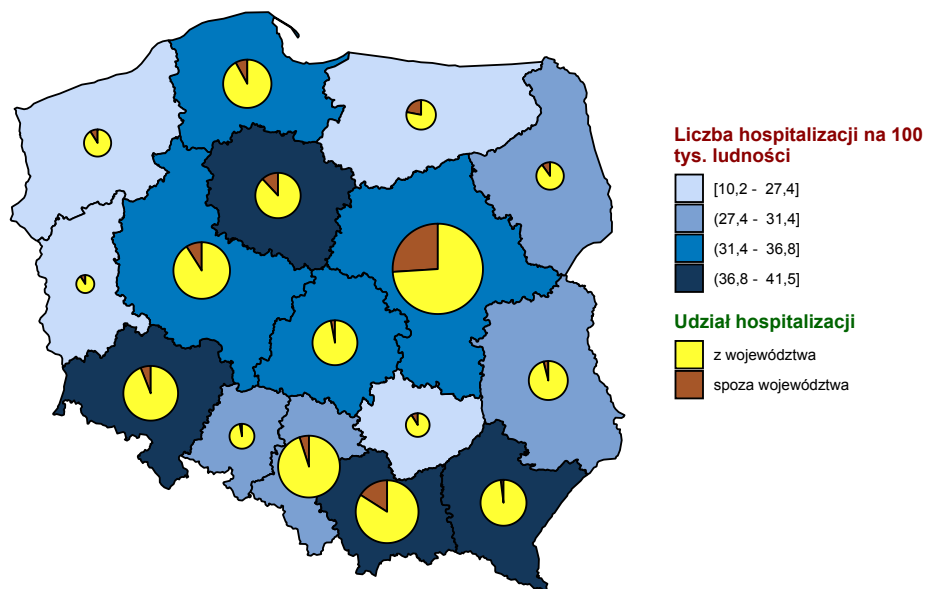 Liczba hospitalizacji na 100
tys. ludności
[10,2 - 27,4]
(27,4 - 31,4]
(31,4 - 36,8]
(36,8 - 41,5]
Udział hospitalizacji
z województwa
spoza województwa